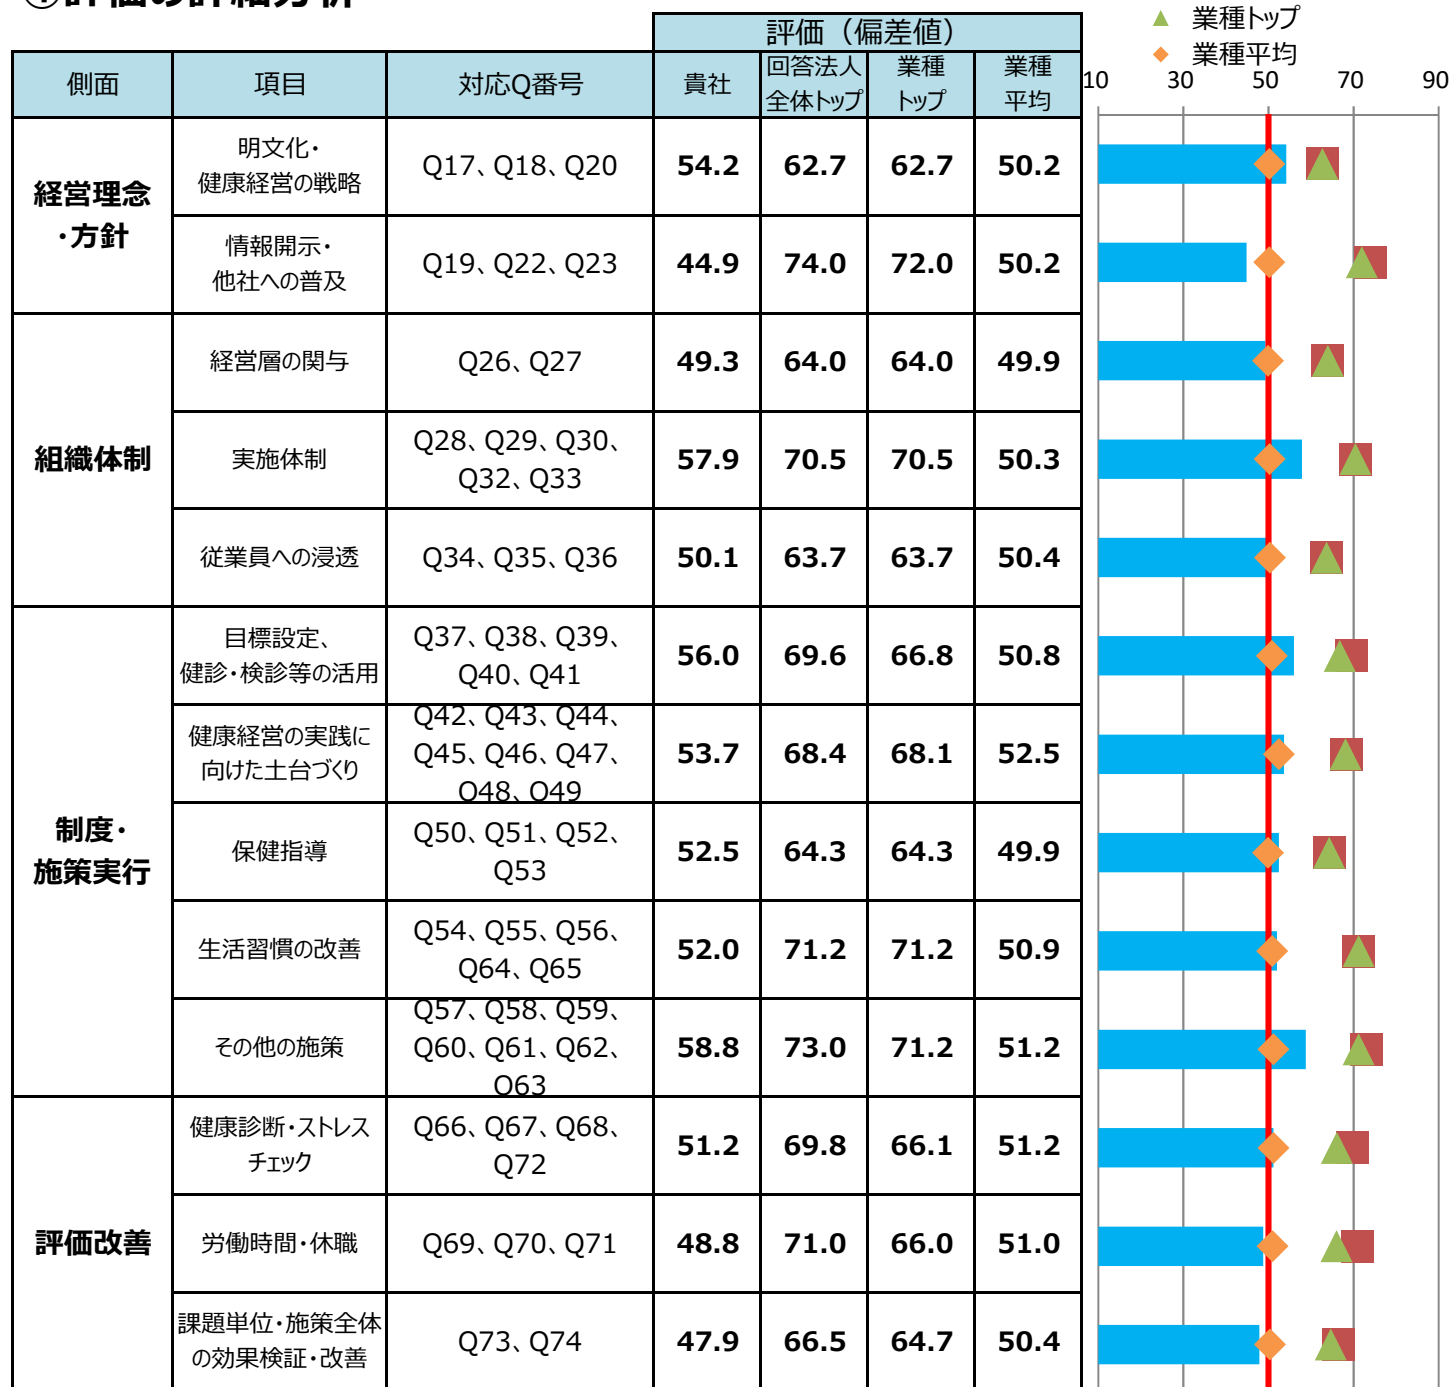 ④評価の詳細分析
▲ 業種トップ
◆ 業種平均
評価（偏差値）
側面 項目 対応Q番号 貴社 回答法人 業種 業種
全体トップ トップ 平均
10 30 50 70 90
経営理念
・方針
明文化・
健康経営の戦略
Q17、Q18、Q20
54.2 62.7 62.7 50.2
情報開示・
他社への普及
Q19、Q22、Q23
44.9 74.0 72.0 50.2
組織体制
経営層の関与
Q26、Q27
49.3 64.0 64.0 49.9
実施体制
Q28、Q29、Q30、
Q32、Q33
57.9 70.5 70.5 50.3
従業員への浸透
Q34、Q35、Q36
50.1 63.7 63.7 50.4
制度・
施策実行
目標設定、
健診・検診等の活用
Q37、Q38、Q39、
Q40、Q41
56.0 69.6 66.8 50.8
健康経営の実践に
向けた土台づくり
Q42、Q43、Q44、
Q45、Q46、Q47、
Q48、Q49
53.7 68.4 68.1 52.5
保健指導
Q50、Q51、Q52、
Q53
52.5 64.3 64.3 49.9
生活習慣の改善
Q54、Q55、Q56、
Q64、Q65
52.0 71.2 71.2 50.9
その他の施策
Q57、Q58、Q59、
Q60、Q61、Q62、
Q63
58.8 73.0 71.2 51.2
評価改善
健康診断・ストレス
チェック
Q66、Q67、Q68、
Q72
51.2 69.8 66.1 51.2
労働時間・休職
Q69、Q70、Q71
48.8 71.0 66.0 51.0
課題単位・施策全体
の効果検証・改善
Q73、Q74
47.9 66.5 64.7 50.4